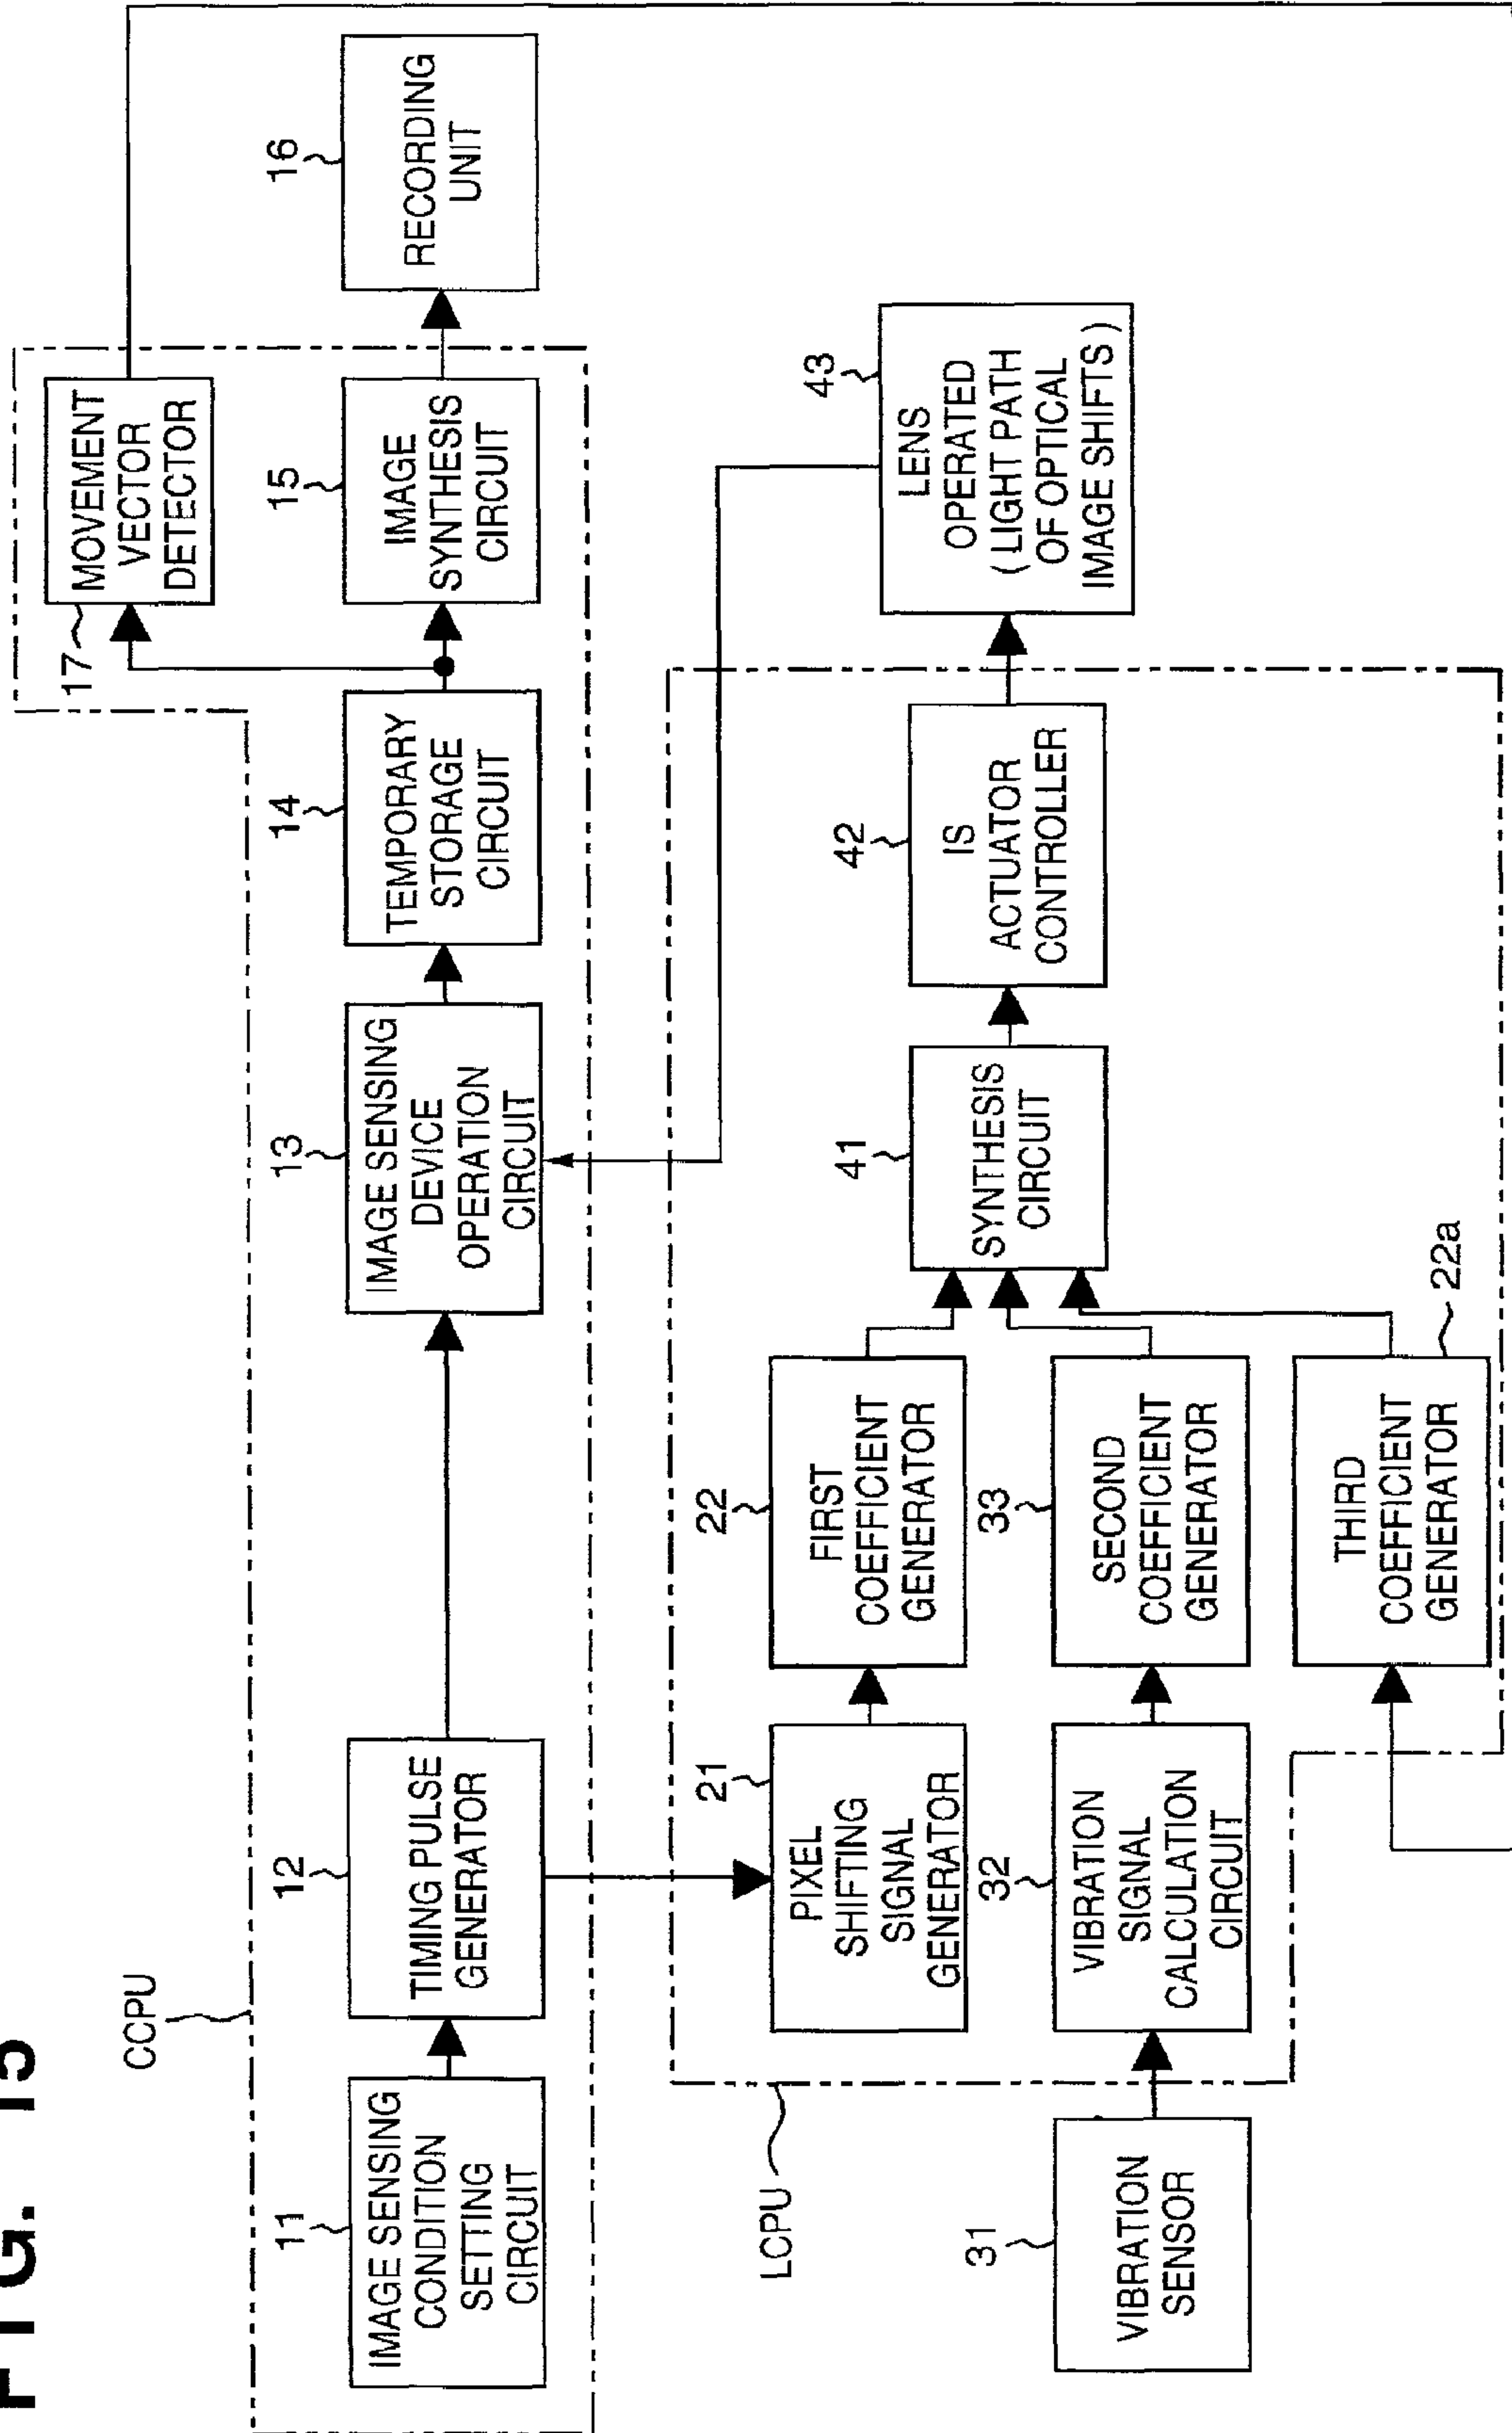 FIG. 15
CCPU
11
IMAGE SENSING
CONDITION
SETTING
CIRCUIT
12
TIMING PULSE
GENERATOR
13
IMAGE SENSING
DEVICE
OPERATION
CIRCUIT
14
TEMPORARY
STORAGE
CIRCUIT
17
MOVEMENT
VECTOR
DETECTOR
15
IMAGE
SYNTHESIS
CIRCUIT
16
RECORDING
UNIT
LCPU
21
PIXEL
SHIFTING
SIGNAL
GENERATOR
22
FIRST
COEFFICIENT
GENERATOR
31
VIBRATION
SENSOR
32
VIBRATION
SIGNAL
CALCULATION
CIRCUIT
33
SECOND
COEFFICIENT
GENERATOR
THIRD
COEFFICIENT
GENERATOR
22a
41
SYNTHESIS
CIRCUIT
42
IS
ACTUATOR
CONTROLLER
43
LENS
OPERATED
( LIGHT PATH
OF OPTICAL
IMAGE SHIFTS )